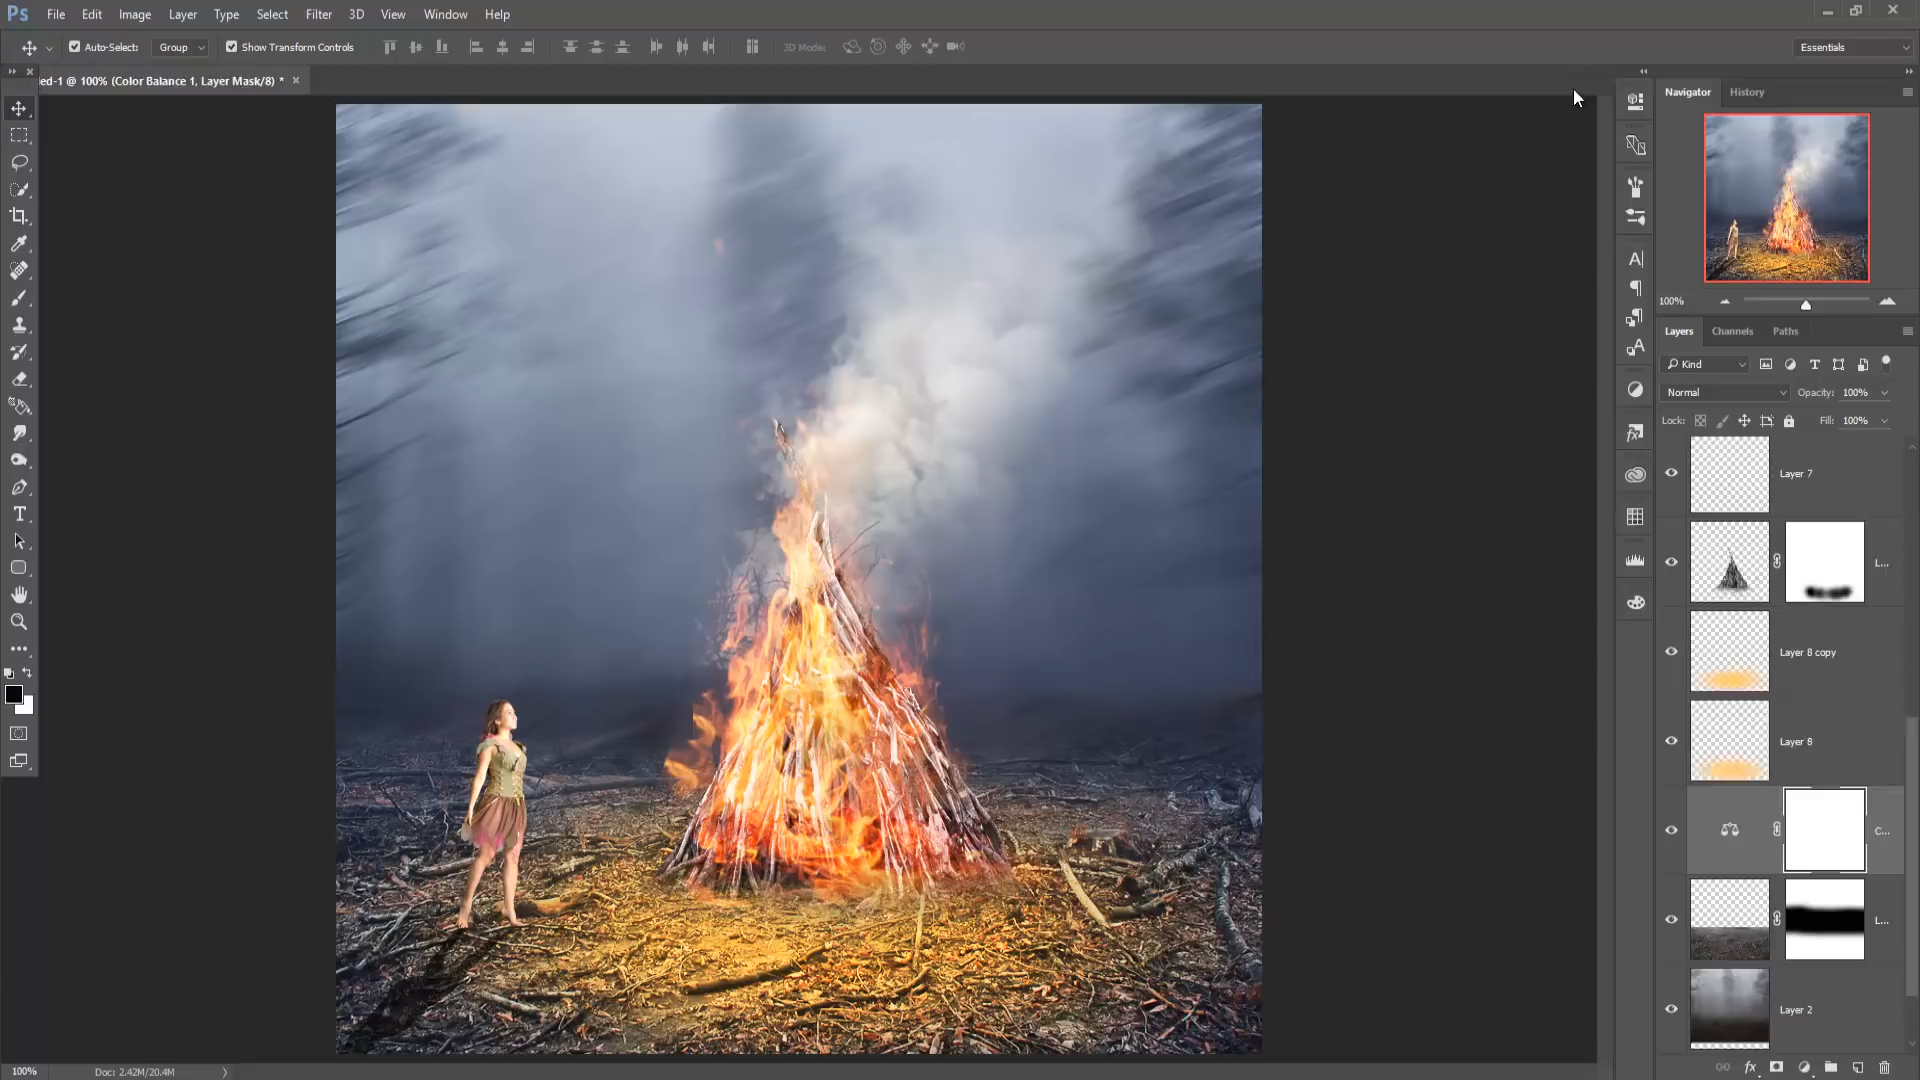 Ps File Edit Image Layer Type Select Filter 3D View Window Help
Auto-Select: Group Show Transform Controls 3D Mode: Essentials
ed-1 @ 100% (Color Balance 1, Layer Mask/8) *
Navigator History
100%
Layers Channels Paths
Kind
Normal Opacity: 100%
Lock: Fill: 100%
Layer 7
L...
Layer 8 copy
Layer 8
C...
L...
Layer 2
100% Doc: 2.42M/20.4M